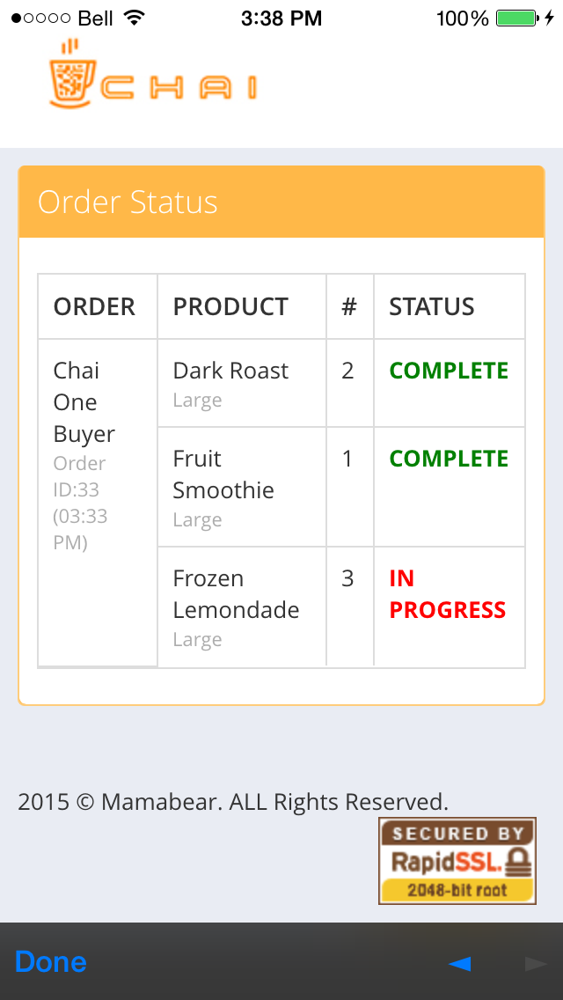 Bell 3:38 PM 100%
CHAI
Order Status
ORDER PRODUCT # STATUS
Chai
One
Buyer
Order
ID:33
(03:33
PM)
Dark Roast 2 COMPLETE
Large
Fruit 1 COMPLETE
Smoothie
Large
Frozen 3 IN
Lemondade PROGRESS
Large
2015 © Mamabear. ALL Rights Reserved.
SECURED BY
RapidSSL.
2048-bit root
Done